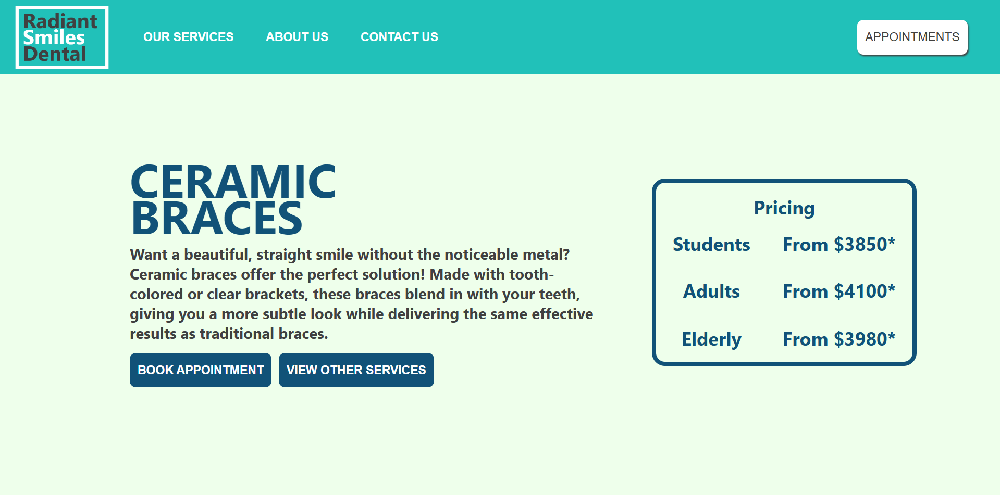 Radiant
Smiles
Dental
OUR SERVICES
ABOUT US
CONTACT US
APPOINTMENTS
CERAMIC
BRACES
Want a beautiful, straight smile without the noticeable metal?
Ceramic braces offer the perfect solution! Made with tooth-
colored or clear brackets, these braces blend in with your teeth,
giving you a more subtle look while delivering the same effective
results as traditional braces.
BOOK APPOINTMENT
VIEW OTHER SERVICES
Pricing
Students From $3850*
Adults From $4100*
Elderly From $3980*